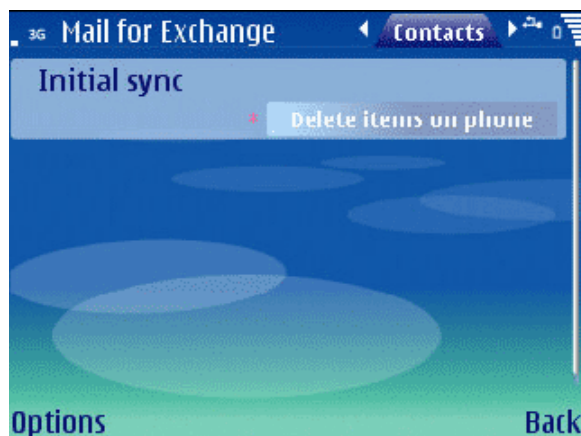 3G Mail for Exchange Contacts
Initial sync
* Delete items on phone
Options Back